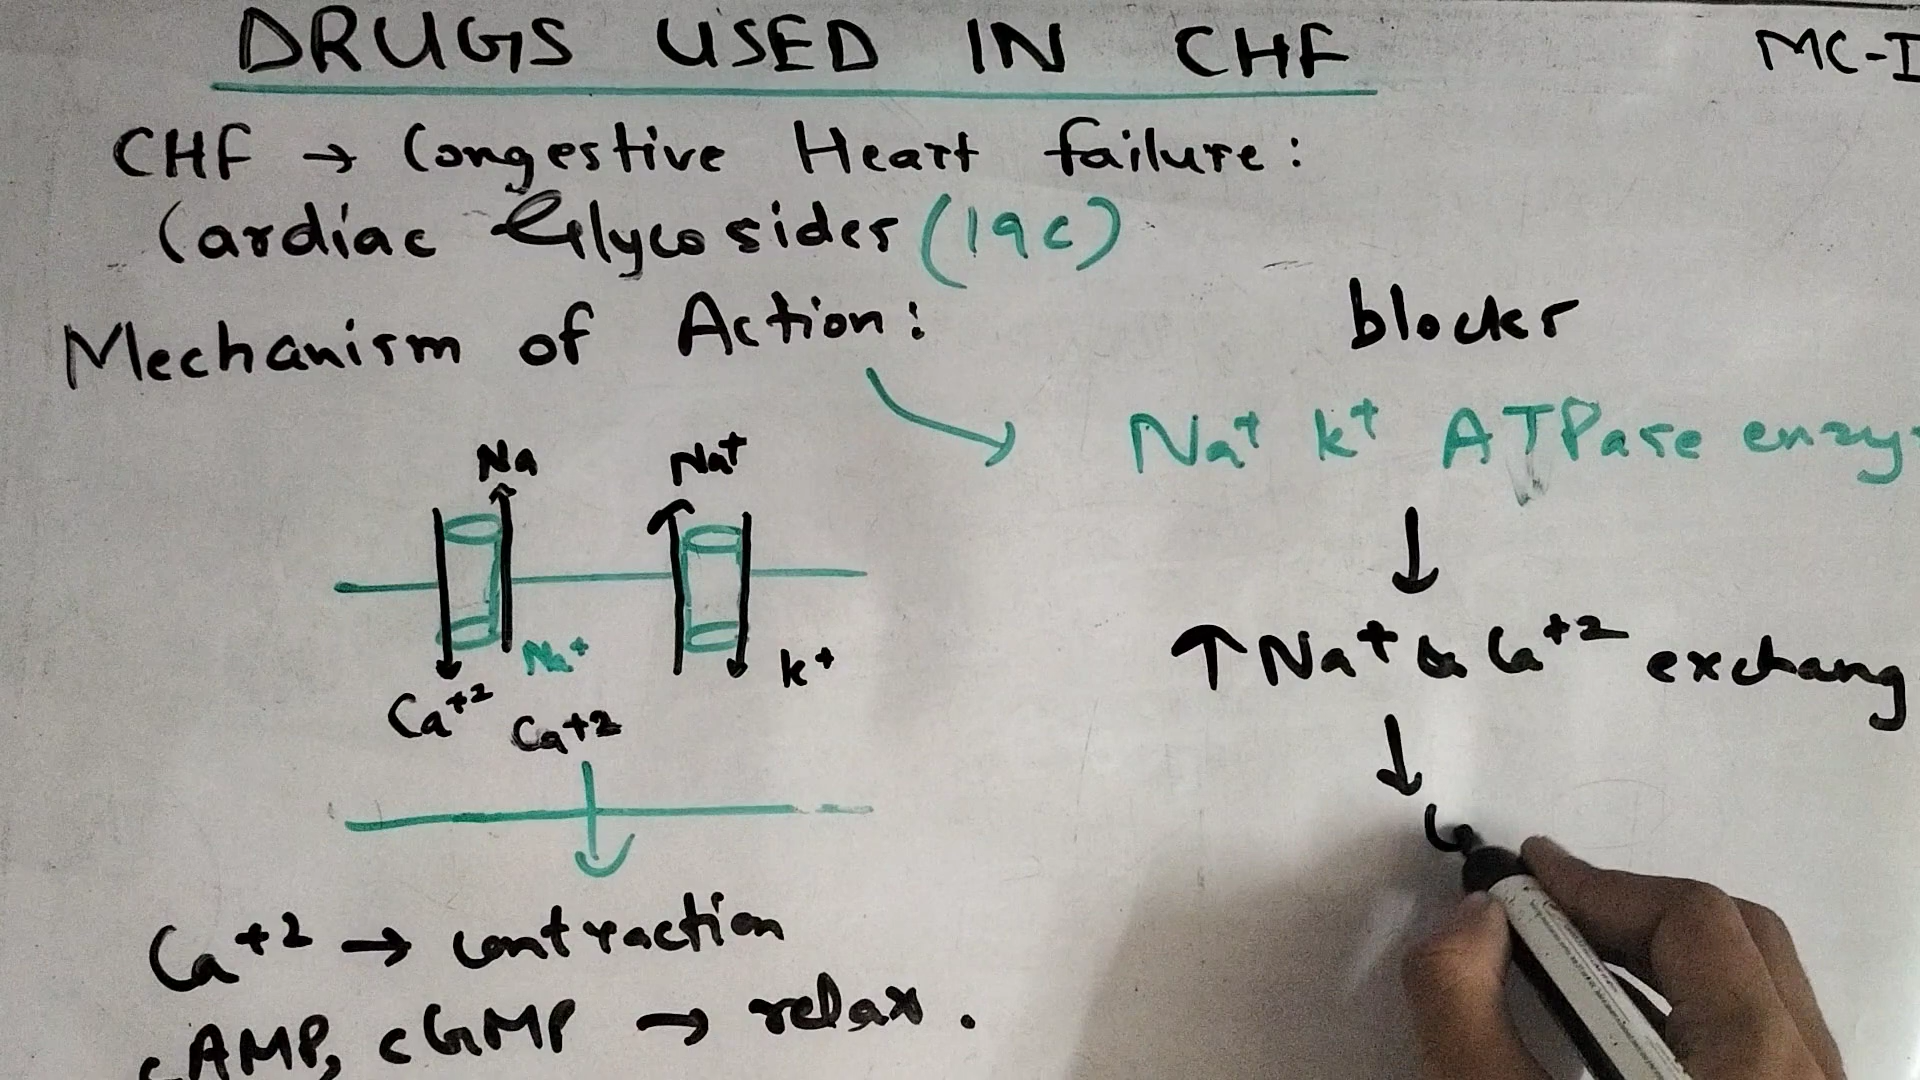 DRUGS USED IN CHF
MC-I
CHF → Congestive Heart failure:
Cardiac Glycosides (19c)
Mechanism of Action:
blocks
Na+ K+ ATPase enzy
↓
↑ Na+ & Ca+2 exchang
↓
Na
Na+
Na+
K+
Ca+2
Ca+2
Ca+2 → contraction
cAMP, cGMP → relax.